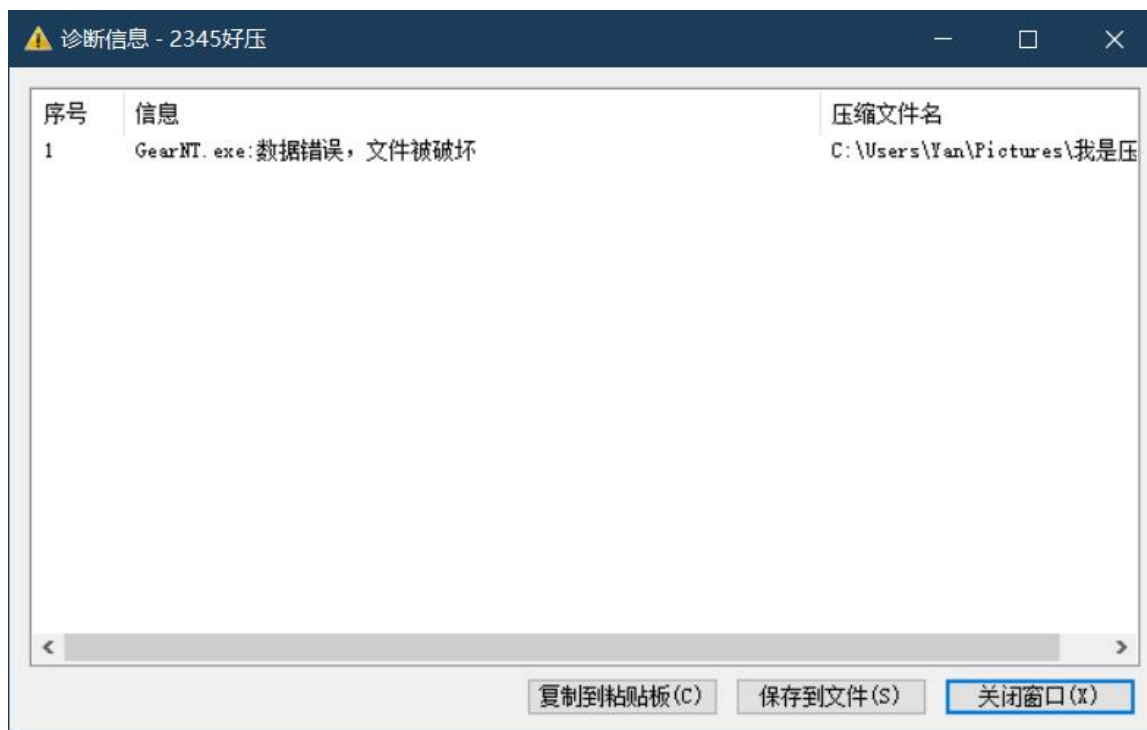 诊断信息 - 2345好压
序号 信息 压缩文件名
1 GearNT.exe:数据错误，文件被破坏 C:\Users\Yan\Pictures\我是压
复制到粘贴板(C) 保存到文件(S) 关闭窗口(X)